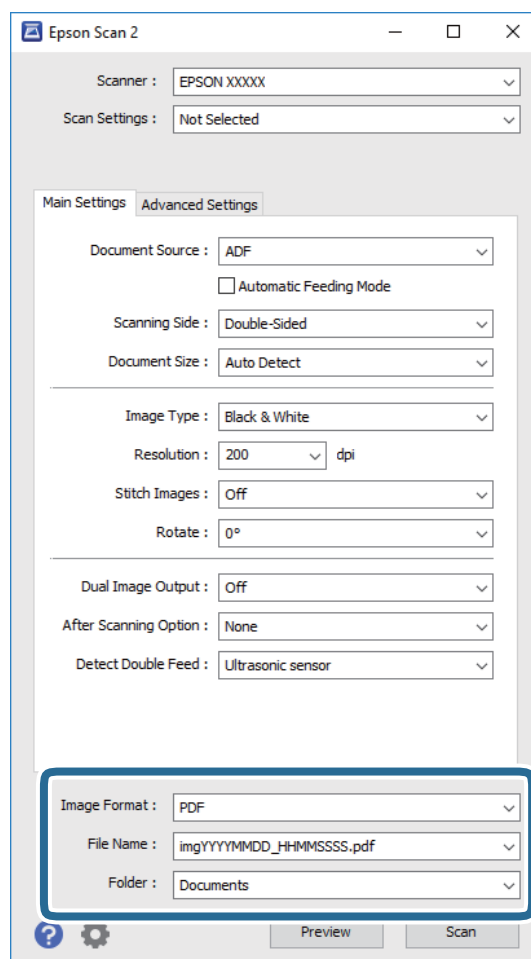 Epson Scan 2
Scanner : EPSON XXXXX
Scan Settings : Not Selected
Main Settings Advanced Settings
Document Source : ADF
Automatic Feeding Mode
Scanning Side : Double-Sided
Document Size : Auto Detect
Image Type : Black & White
Resolution : 200 dpi
Stitch Images : Off
Rotate : 0°
Dual Image Output : Off
After Scanning Option : None
Detect Double Feed : Ultrasonic sensor
Image Format : PDF
File Name : imgYYYYMMDD_HHMMSSSS.pdf
Folder : Documents
? Preview Scan